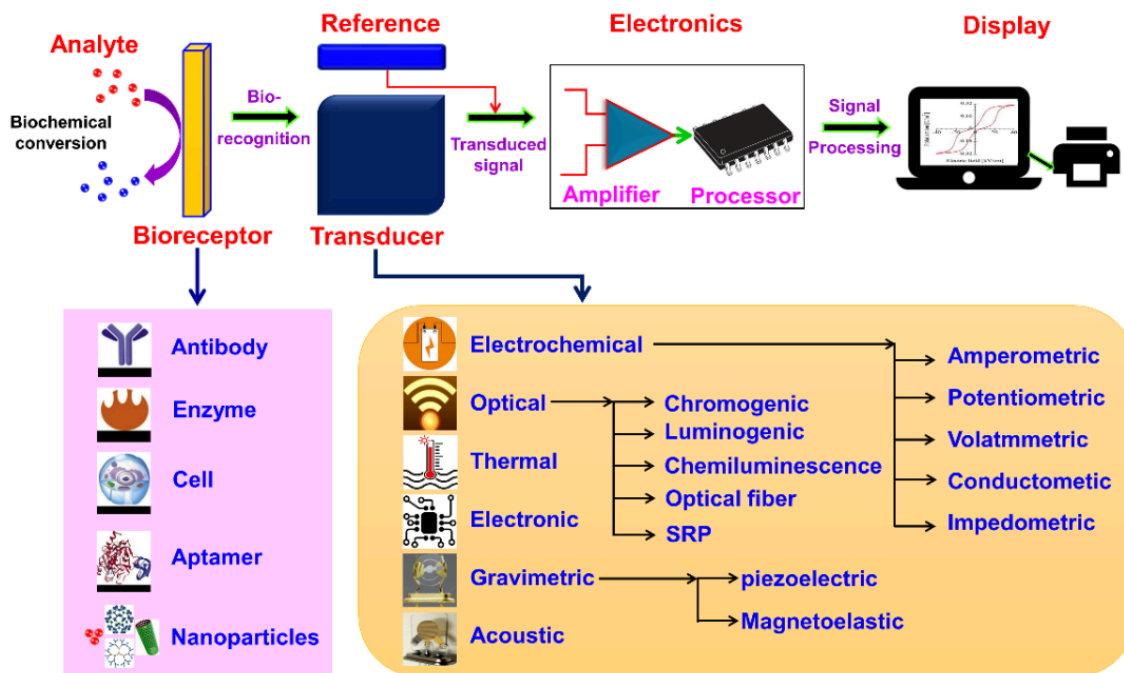 Analyte
Reference
Electronics
Display
Biochemical
conversion
Bio-
recognition
Transduced
signal
Amplifier
Processor
Signal
Processing
Bioreceptor
Transducer
Antibody
Enzyme
Cell
Aptamer
Nanoparticles
Electrochemical
Optical
Thermal
Electronic
Gravimetric
Acoustic
Chromogenic
Luminogenic
Chemiluminescence
Optical fiber
SRP
piezoelectric
Magnetoelastic
Amperometric
Potentiometric
Volatmmetric
Conductometic
Impedometric